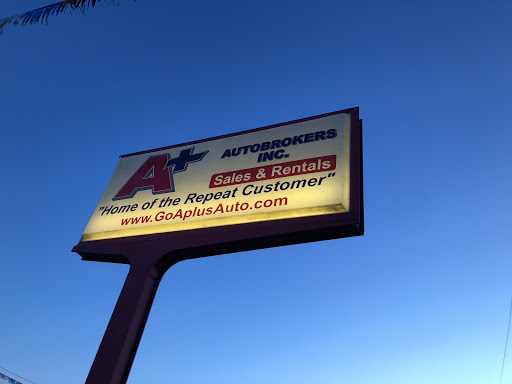 A+
AUTOBROKERS
INC.
Sales & Rentals
"Home of the Repeat Customer"
www.GoAplusAuto.com